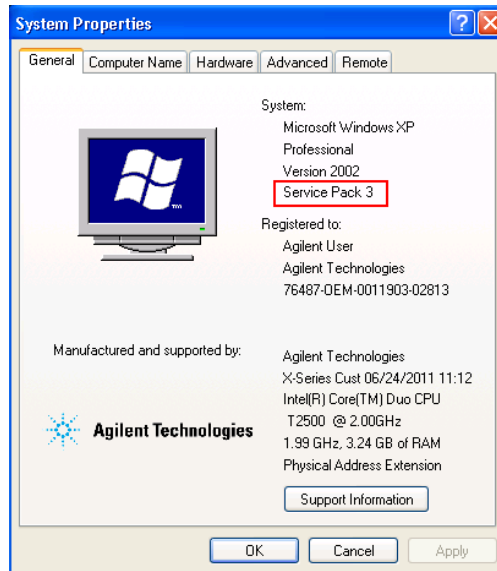 System Properties
General Computer Name Hardware Advanced Remote
System:
Microsoft Windows XP
Professional
Version 2002
Service Pack 3
Registered to:
Agilent User
Agilent Technologies
76487-OEM-0011903-02813
Manufactured and supported by:
Agilent Technologies
X-Series Cust 06/24/2011 11:12
Intel(R) Core(TM) Duo CPU
T2500 @ 2.00GHz
1.99 GHz, 3.24 GB of RAM
Physical Address Extension
Agilent Technologies
Support Information
OK Cancel Apply